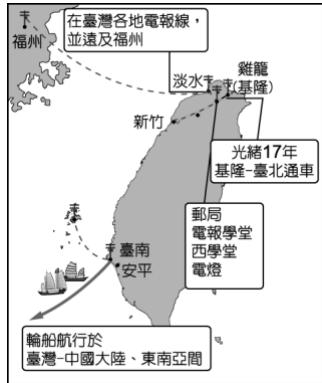 在臺灣各地電報線，
並遠及福州
福州
淡水
雞籠
(基隆)
新竹
光緒17年
基隆-臺北通車
郵局
電報學堂
西學堂
電燈
臺南
安平
輪船航行於
臺灣-中國大陸、東南亞間